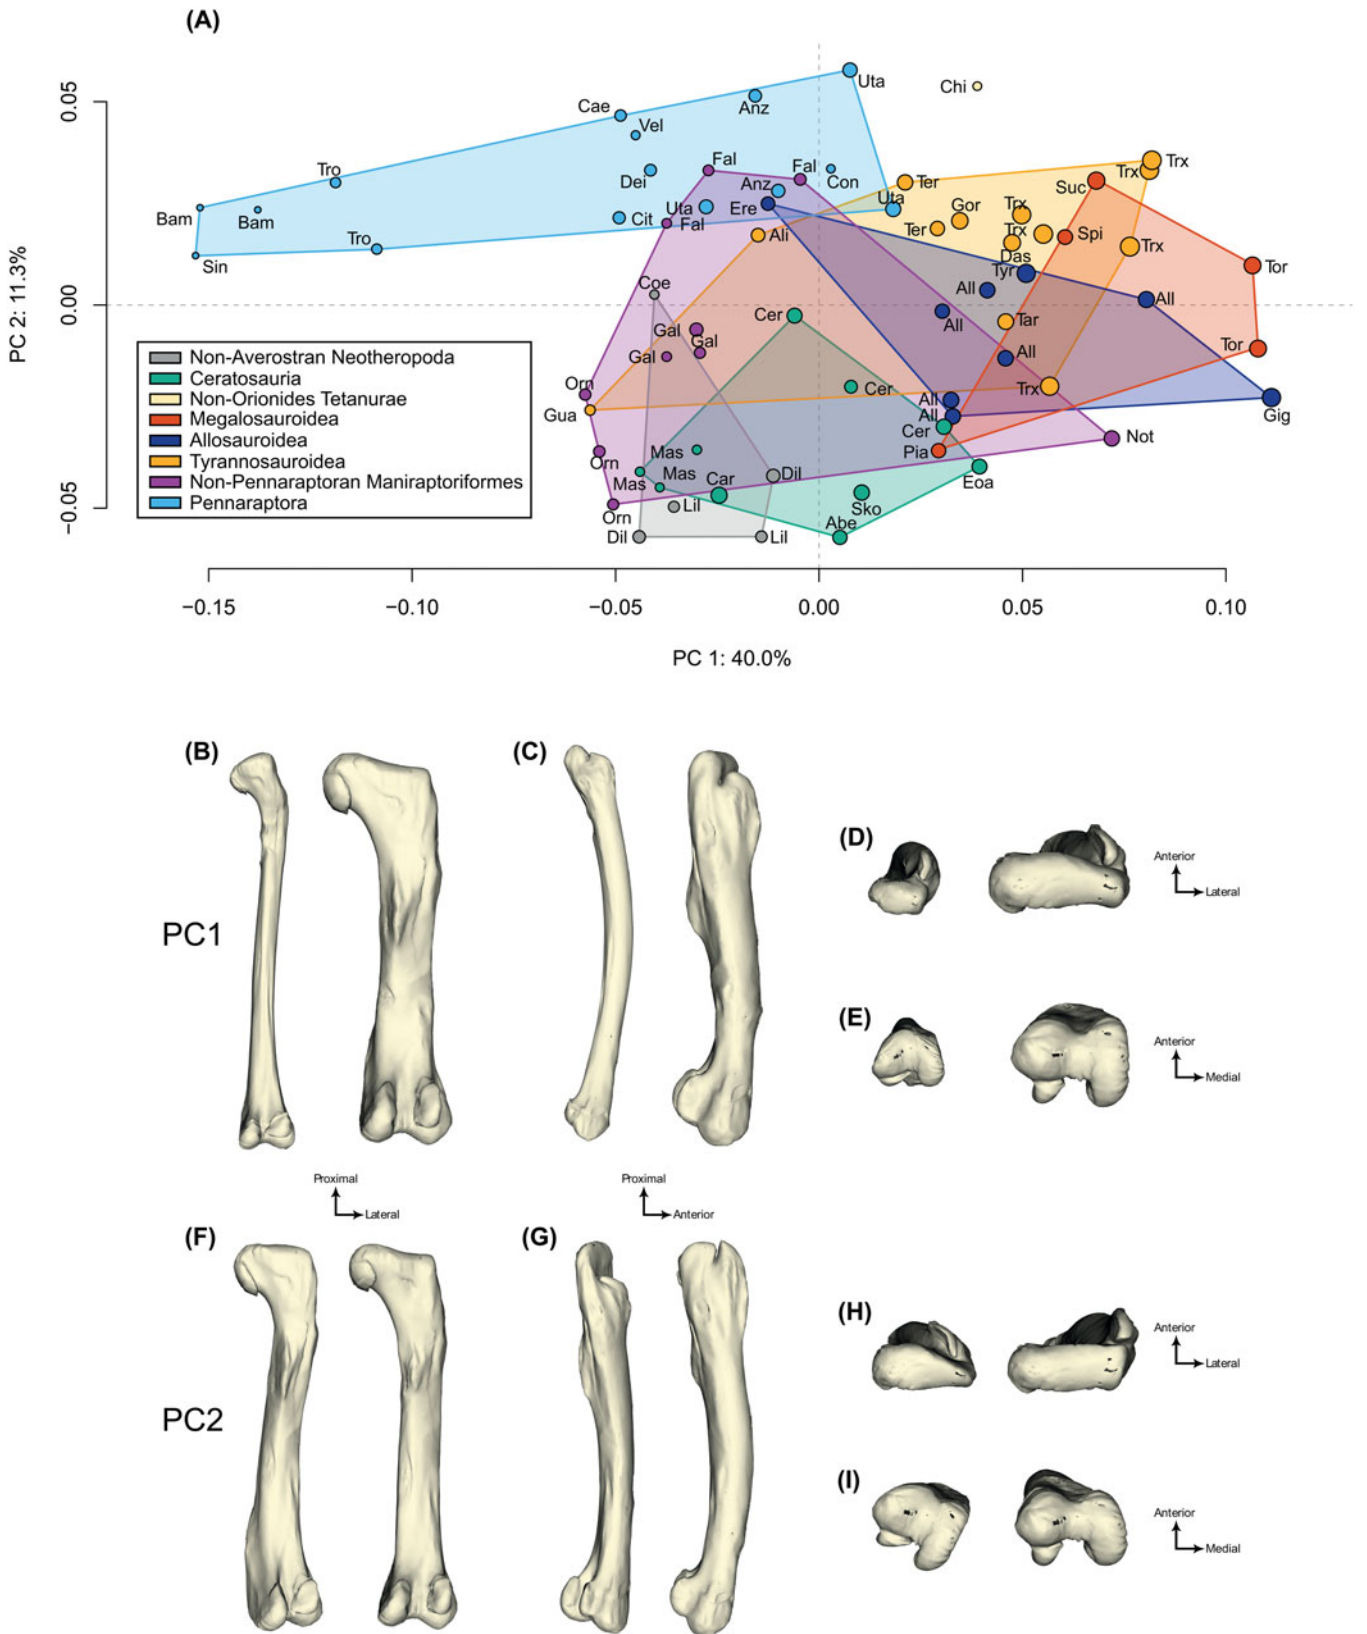 (A)
Uta
Chi
0.05
Cae
Anz
Vel
Tro
Fal
Fal
Con
Ter
Trx
Trx
Suc
Dei
Anz
Uta
Bam
Bam
Cit
Uta
Fal
Ere
Gor
Trx
Ter
Trx
Spi
Tro
Ali
Das
Trx
Sin
Tyr
Tor
Coe
All
All
PC 2: 11.3%
0.00
Cer
All
Tar
Gal
Gal
Gal
All
Tor
Non-Averostran Neotheropoda
Ceratosauria
Non-Orionides Tetanurae
Megalosauroidea
Allosauroidea
Tyrannosauroidea
Non-Pennaraptoran Maniraptoriformes
Pennaraptora
Orn
Cer
Trx
Gua
All
All
Gig
Cer
Not
Orn
Mas
Pia
Mas
Mas
Car
Dil
Eoa
−0.05
Orn
Lil
Sko
Dil
Lil
Abe
−0.15
−0.10
−0.05
0.00
0.05
0.10
PC 1: 40.0%
(B)
(C)
(D)
Anterior
Lateral
PC1
(E)
Anterior
Medial
Proximal
Lateral
Proximal
Anterior
(F)
(G)
(H)
Anterior
Lateral
PC2
(I)
Anterior
Medial